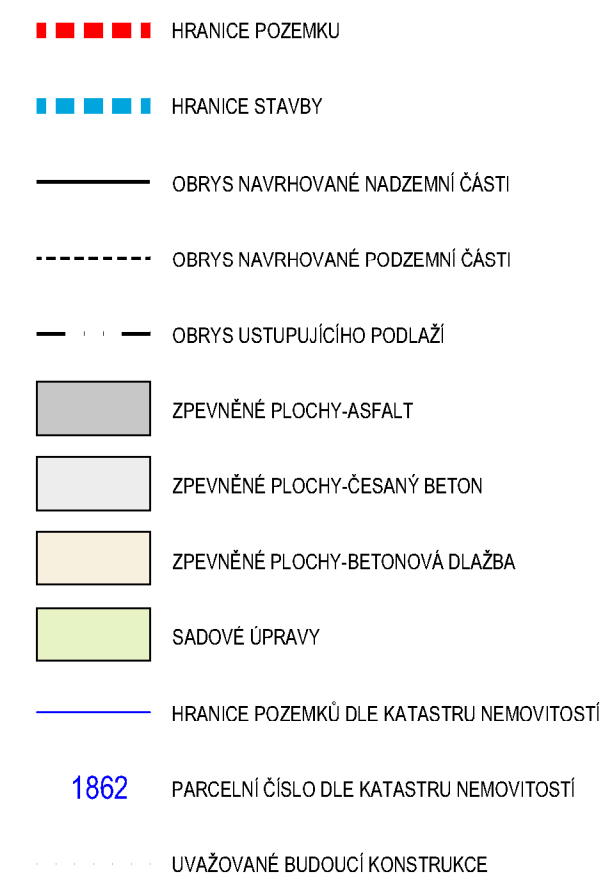 HRANICE POZEMKU
HRANICE STAVBY
OBRYS NAVRHOVANÉ NADZEMNÍ ČÁSTI
OBRYS NAVRHOVANÉ PODZEMNÍ ČÁSTI
OBRYS USTUPUJÍCÍHO PODLAŽÍ
ZPEVNĚNÉ PLOCHY-ASFALT
ZPEVNĚNÉ PLOCHY-ČESANÝ BETON
ZPEVNĚNÉ PLOCHY-BETONOVÁ DLAŽBA
SADOVÉ ÚPRAVY
HRANICE POZEMKŮ DLE KATASTRU NEMOVITOSTÍ
1862 PARCELNÍ ČÍSLO DLE KATASTRU NEMOVITOSTÍ
UVAŽOVANÉ BUDOUCÍ KONSTRUKCE